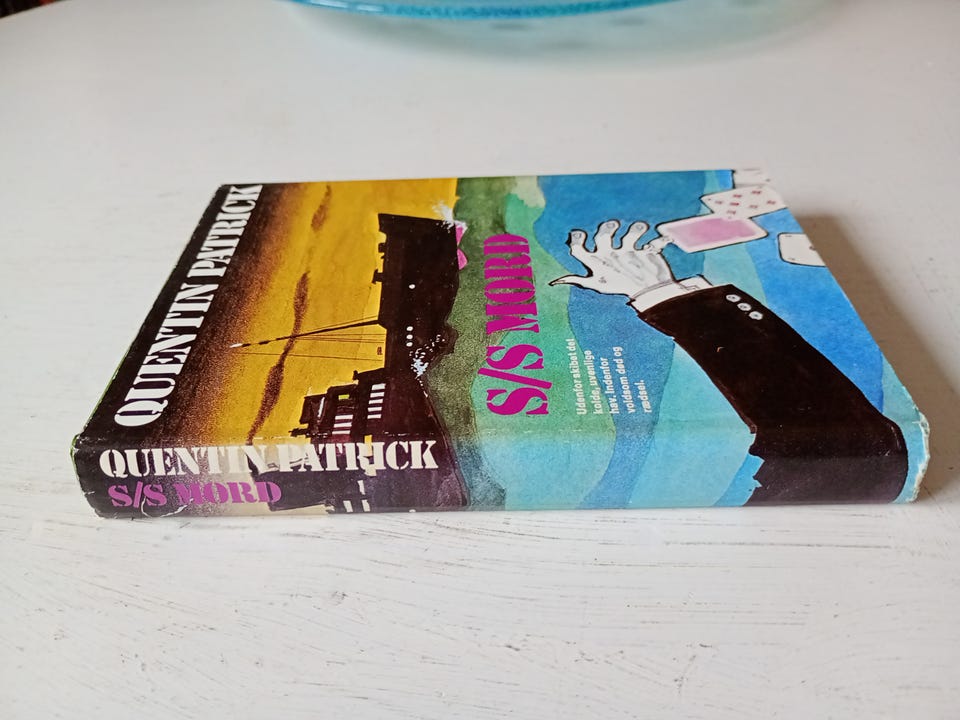 QUENTIN PATRICK
S/S MORD
Udenfor skibet det
kolde, uvenlige
hav. Indenfor
voldsom død og
rædsel.
QUENTIN PATRICK
S/S MORD